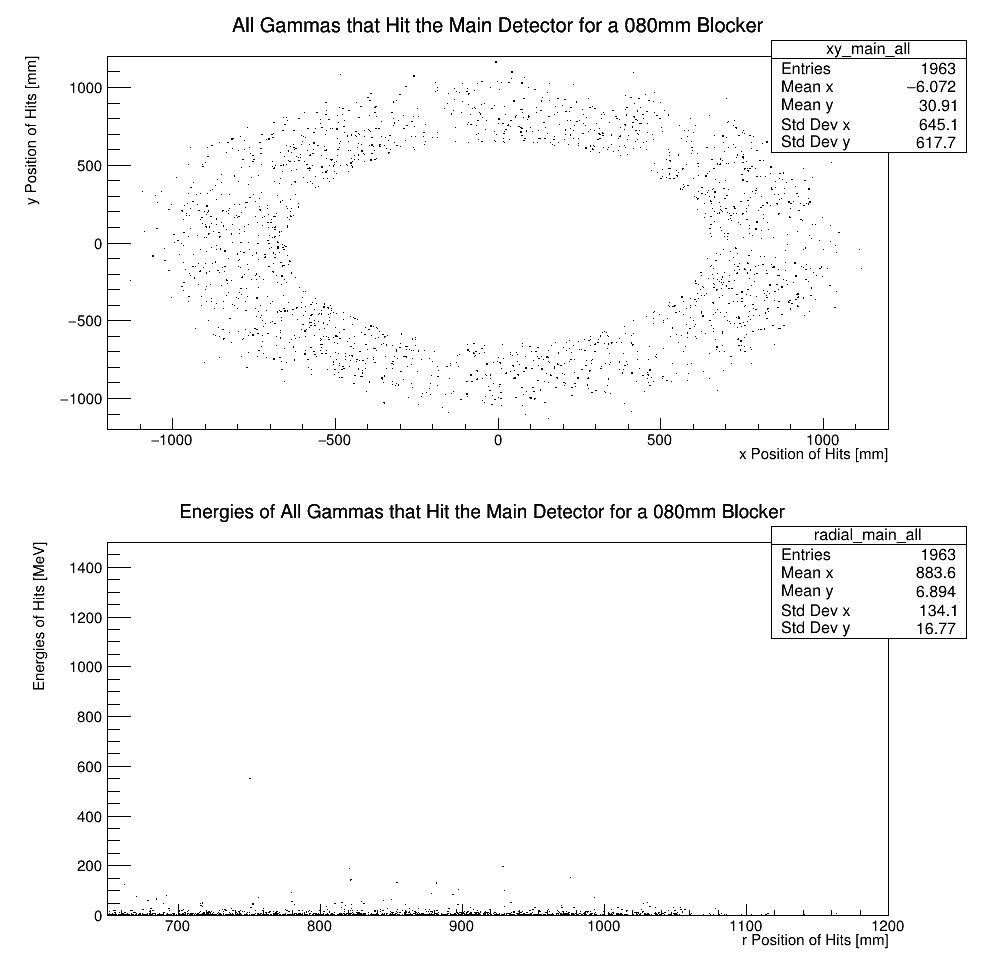 All Gammas that Hit the Main Detector for a 080mm Blocker
xy_main_all
Entries 1963
Mean x −6.072
Mean y 30.91
Std Dev x 645.1
Std Dev y 617.7
y Position of Hits [mm]
1000
500
0
−500
−1000
−1000 −500 0 500 1000
x Position of Hits [mm]
Energies of All Gammas that Hit the Main Detector for a 080mm Blocker
radial_main_all
Entries 1963
Mean x 883.6
Mean y 6.894
Std Dev x 134.1
Std Dev y 16.77
Energies of Hits [MeV]
1400
1200
1000
800
600
400
200
0
700 800 900 1000 1100 1200
r Position of Hits [mm]